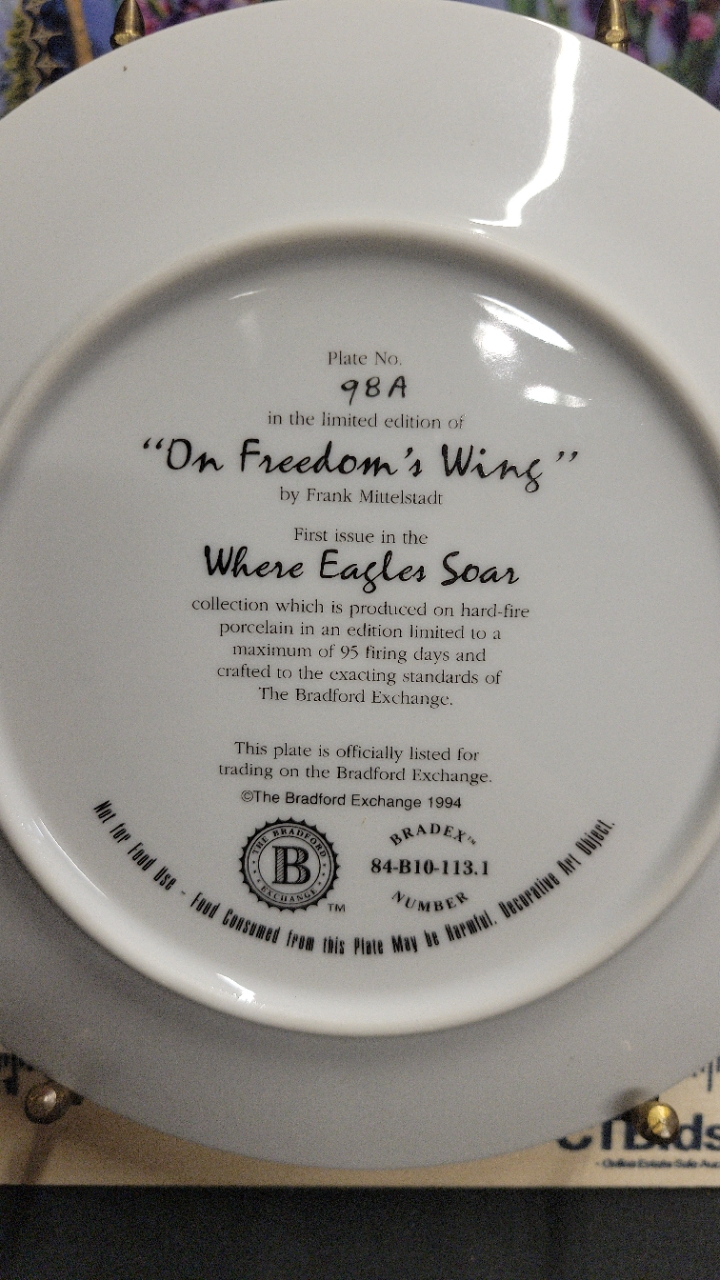 Plate No.
98A
in the limited edition of
“On Freedom's Wing”
by Frank Mittelstadt
First issue in the
Where Eagles Soar
collection which is produced on hard-fire
porcelain in an edition limited to a
maximum of 95 firing days and
crafted to the exacting standards of
The Bradford Exchange.
This plate is officially listed for
trading on the Bradford Exchange.
©The Bradford Exchange 1994
THE BRADFORD
B
EXCHANGE
TM
BRADEX™
84-B10-113.1
NUMBER
Not for Food Use - Food Consumed from this Plate May be Harmful. Decorative Art Object.
CTBids
- Online Estate Sale